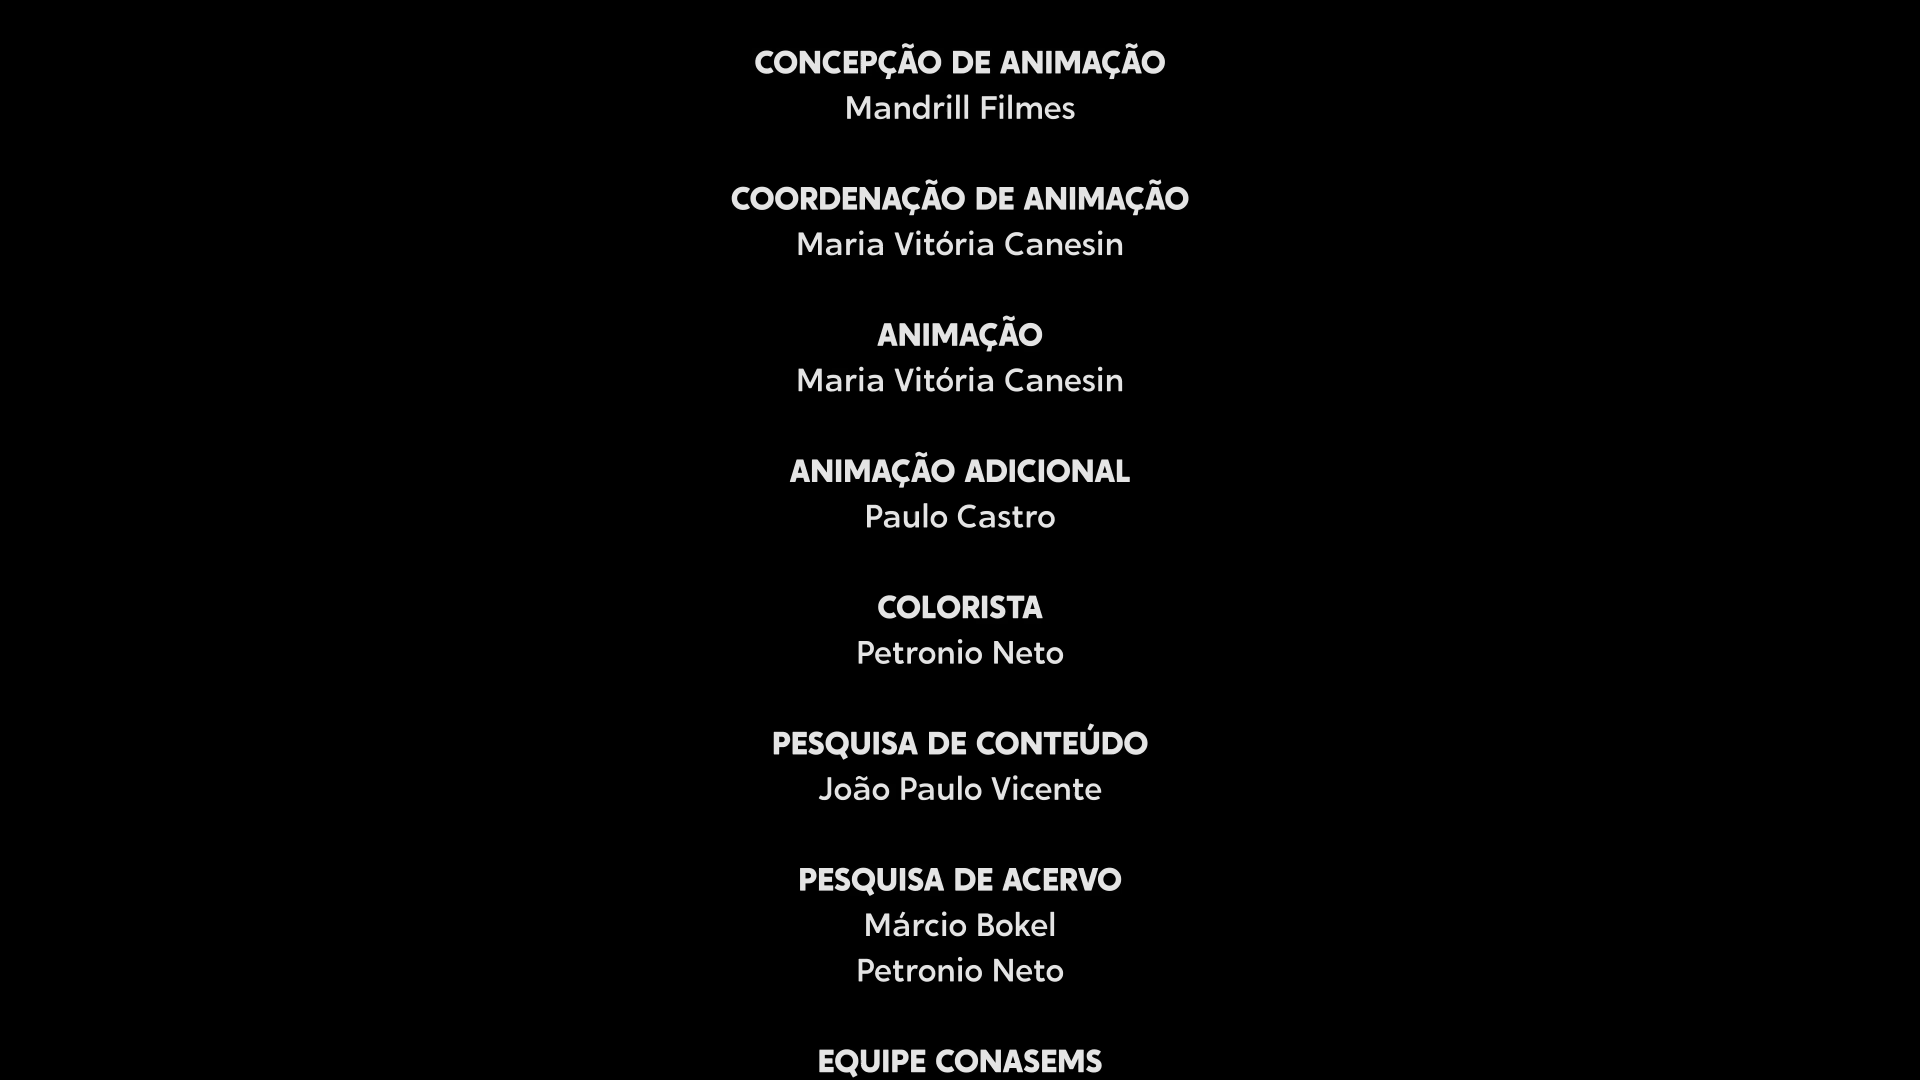 CONCEPÇÃO DE ANIMAÇÃO
Mandrill Filmes
COORDENAÇÃO DE ANIMAÇÃO
Maria Vitória Canesin
ANIMAÇÃO
Maria Vitória Canesin
ANIMAÇÃO ADICIONAL
Paulo Castro
COLORISTA
Petronio Neto
PESQUISA DE CONTEÚDO
João Paulo Vicente
PESQUISA DE ACERVO
Márcio Bokel
Petronio Neto
EQUIPE CONASEMS